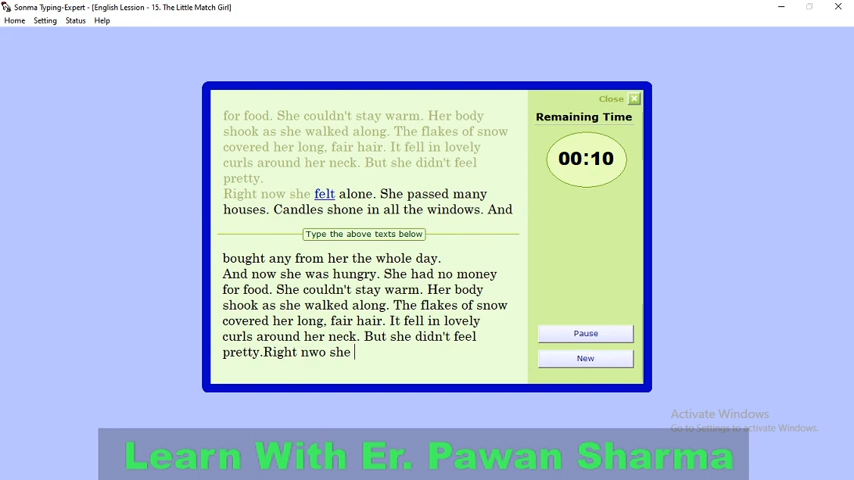 Sonma Typing-Expert - [English Lession - 15. The Little Match Girl]
Home Setting Status Help
Close
for food. She couldn't stay warm. Her body
shook as she walked along. The flakes of snow
covered her long, fair hair. It fell in lovely
curls around her neck. But she didn't feel
pretty.
Right now she felt alone. She passed many
houses. Candles shone in all the windows. And
Remaining Time
00:10
Type the above texts below
bought any from her the whole day.
And now she was hungry. She had no money
for food. She couldn't stay warm. Her body
shook as she walked along. The flakes of snow
covered her long, fair hair. It fell in lovely
curls around her neck. But she didn't feel
pretty.Right nwo she
Pause
New
Activate Windows
Go to Settings to activate Windows.
Learn With Er. Pawan Sharma